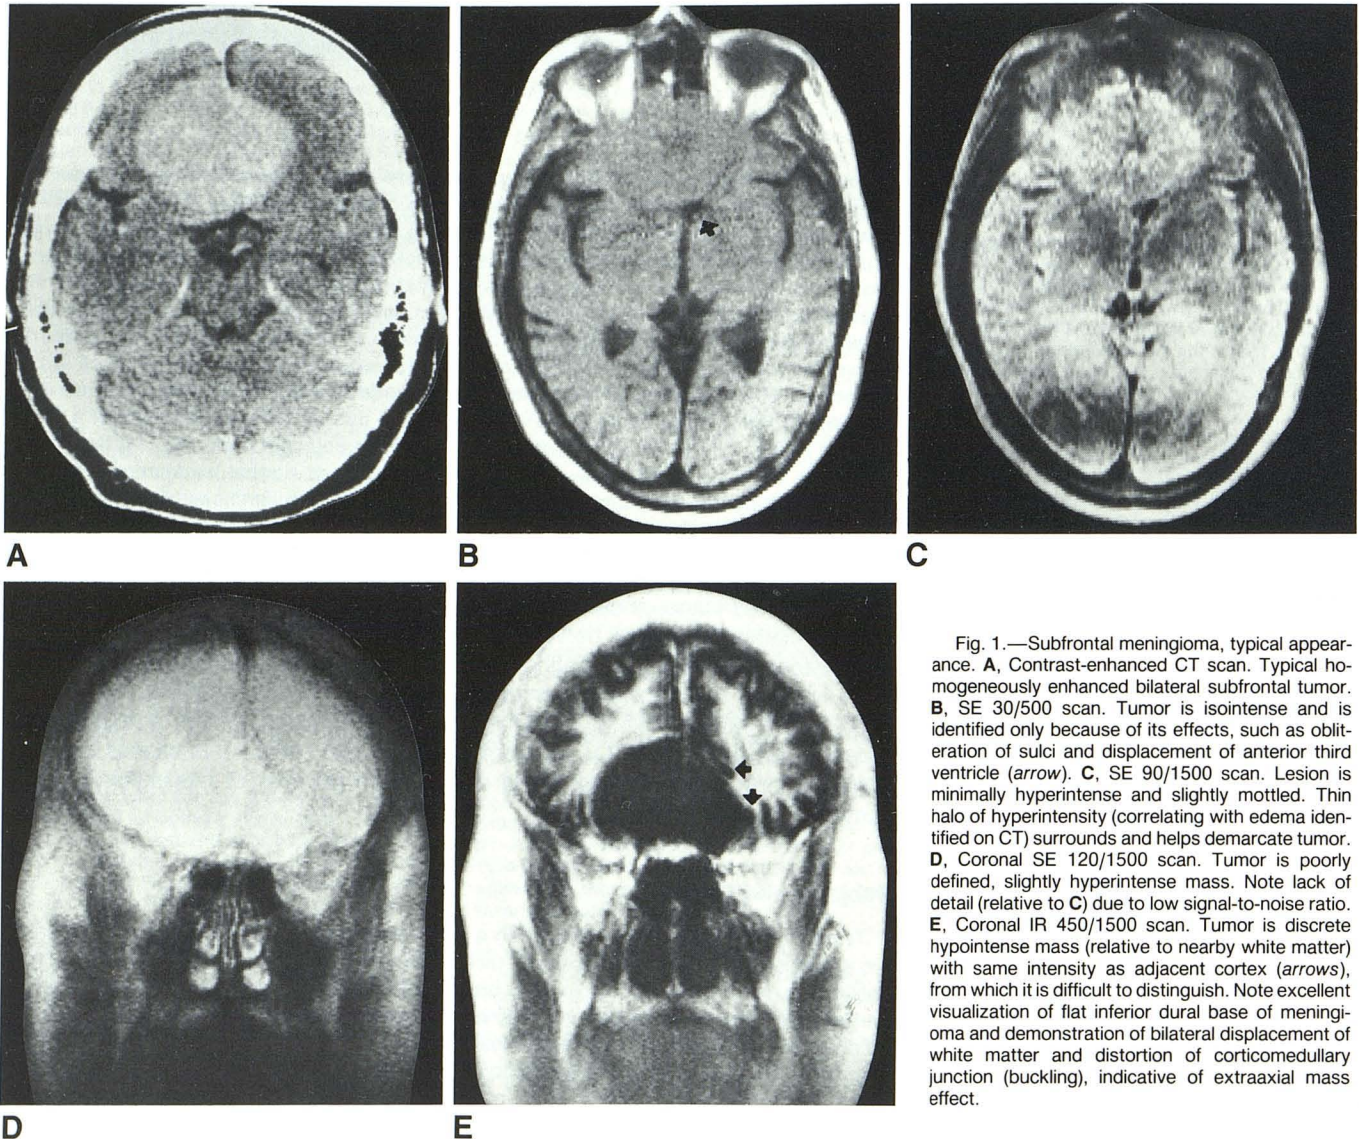 A
B
C
D
E
Fig. 1.—Subfrontal meningioma, typical appear-
ance. A, Contrast-enhanced CT scan. Typical ho-
mogeneously enhanced bilateral subfrontal tumor.
B, SE 30/500 scan. Tumor is isointense and is
identified only because of its effects, such as oblit-
eration of sulci and displacement of anterior third
ventricle (arrow). C, SE 90/1500 scan. Lesion is
minimally hyperintense and slightly mottled. Thin
halo of hyperintensity (correlating with edema iden-
tified on CT) surrounds and helps demarcate tumor.
D, Coronal SE 120/1500 scan. Tumor is poorly
defined, slightly hyperintense mass. Note lack of
detail (relative to C) due to low signal-to-noise ratio.
E, Coronal IR 450/1500 scan. Tumor is discrete
hypointense mass (relative to nearby white matter)
with same intensity as adjacent cortex (arrows),
from which it is difficult to distinguish. Note excellent
visualization of flat inferior dural base of meningi-
oma and demonstration of bilateral displacement of
white matter and distortion of corticomedullary
junction (buckling), indicative of extraaxial mass
effect.